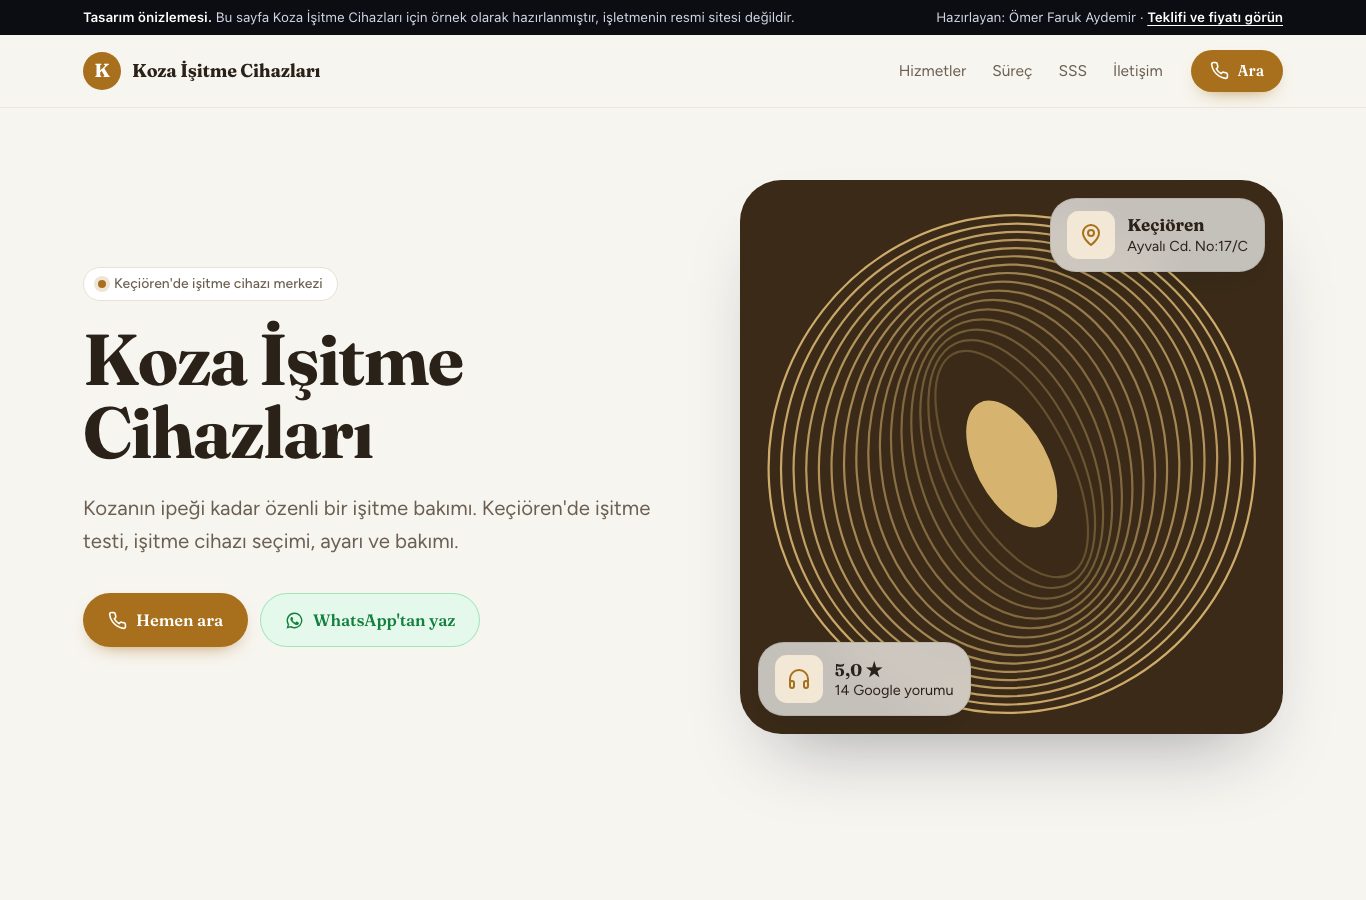 Tasarım önizlemesi. Bu sayfa Koza İşitme Cihazları için örnek olarak hazırlanmıştır, işletmenin resmi sitesi değildir.
Hazırlayan: Ömer Faruk Aydemir · Teklifi ve fiyatı görün
K
Koza İşitme Cihazları
Hizmetler
Süreç
SSS
İletişim
Ara
Keçiören'de işitme cihazı merkezi
Koza İşitme
Cihazları
Kozanın ipeği kadar özenli bir işitme bakımı. Keçiören'de işitme
testi, işitme cihazı seçimi, ayarı ve bakımı.
Hemen ara
WhatsApp'tan yaz
Keçiören
Ayvalı Cd. No:17/C
5,0 ★
14 Google yorumu